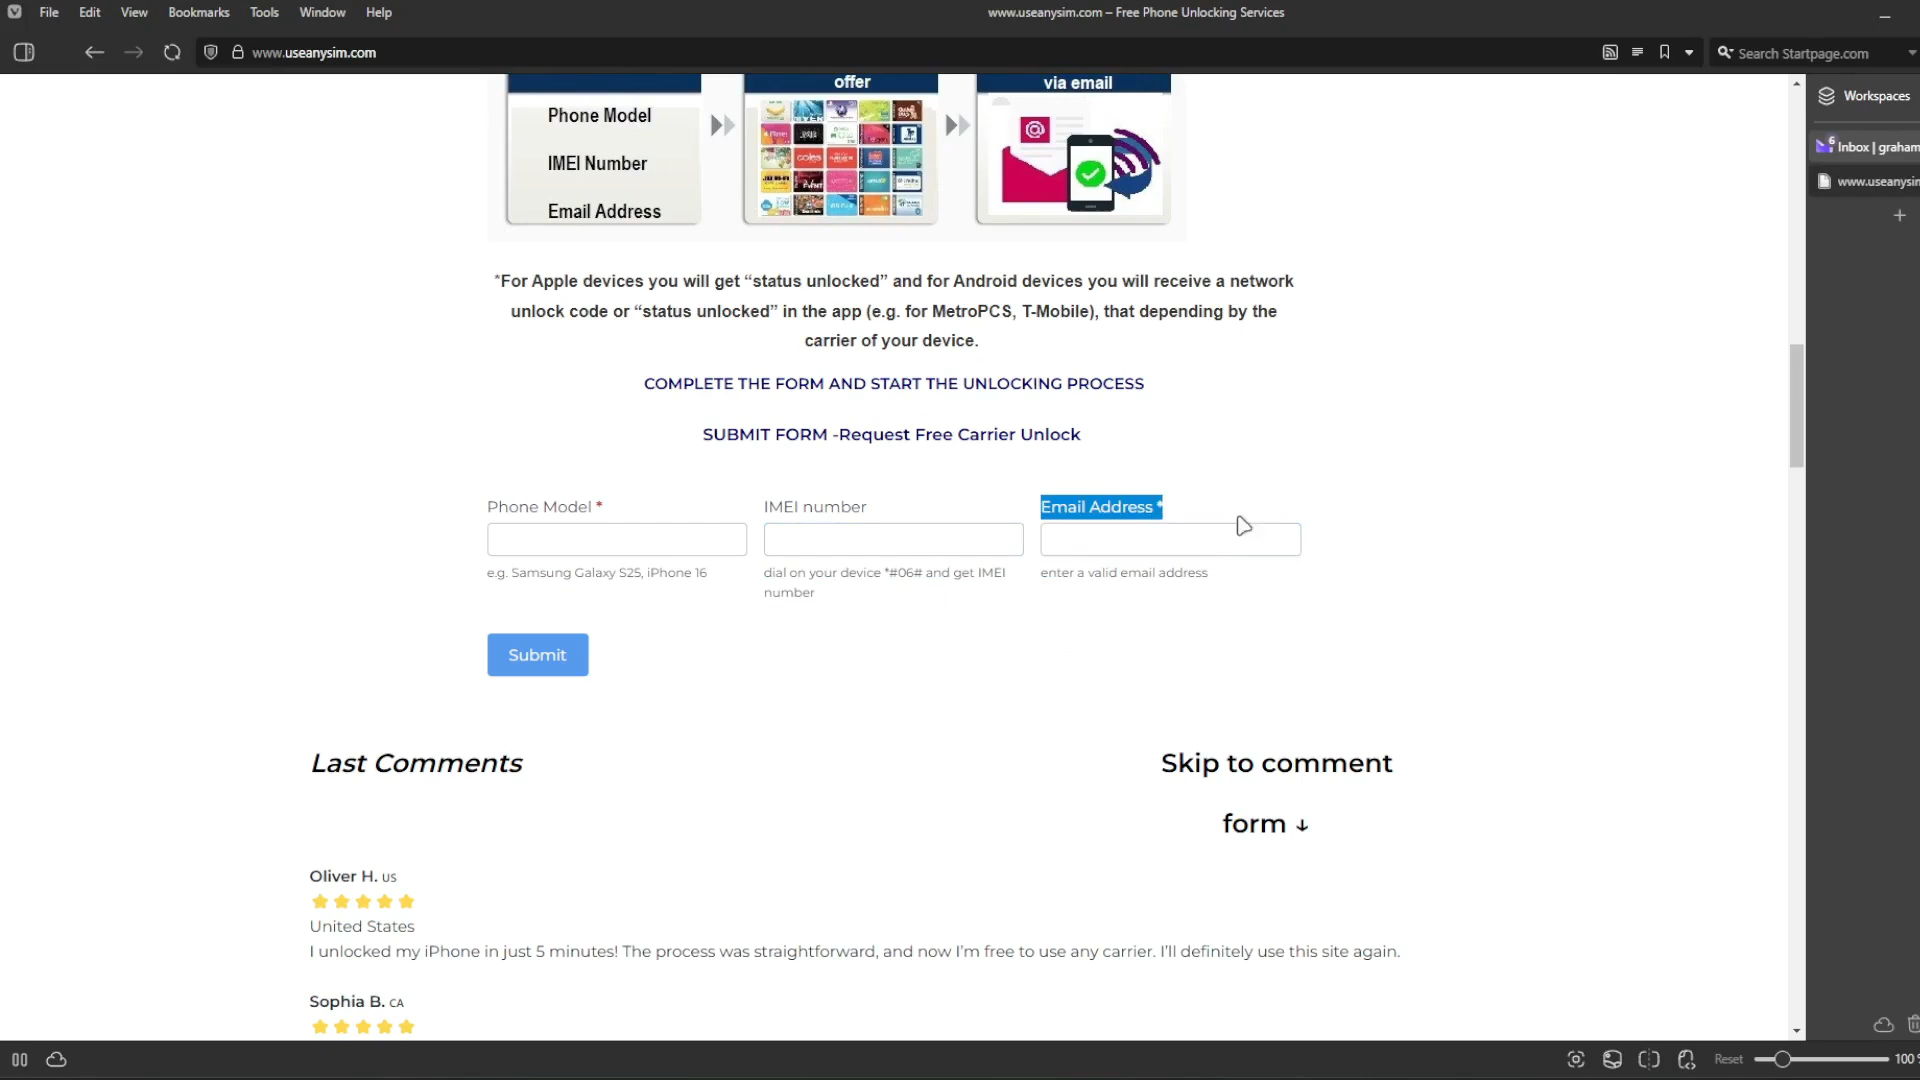 File Edit View Bookmarks Tools Window Help
www.useanysim.com – Free Phone Unlocking Services
www.useanysim.com
Search Startpage.com
Workspaces
Inbox | graham
www.useanysim
offer
via email
Phone Model
IMEI Number
Email Address
*For Apple devices you will get “status unlocked” and for Android devices you will receive a network
unlock code or “status unlocked” in the app (e.g. for MetroPCS, T-Mobile), that depending by the
carrier of your device.
COMPLETE THE FORM AND START THE UNLOCKING PROCESS
SUBMIT FORM -Request Free Carrier Unlock
Phone Model *
IMEI number
Email Address *
e.g. Samsung Galaxy S25, iPhone 16
dial on your device *#06# and get IMEI
number
enter a valid email address
Submit
Last Comments
Skip to comment
form ↓
Oliver H. US
United States
I unlocked my iPhone in just 5 minutes! The process was straightforward, and now I’m free to use any carrier. I’ll definitely use this site again.
Sophia B. CA
Reset
100 %